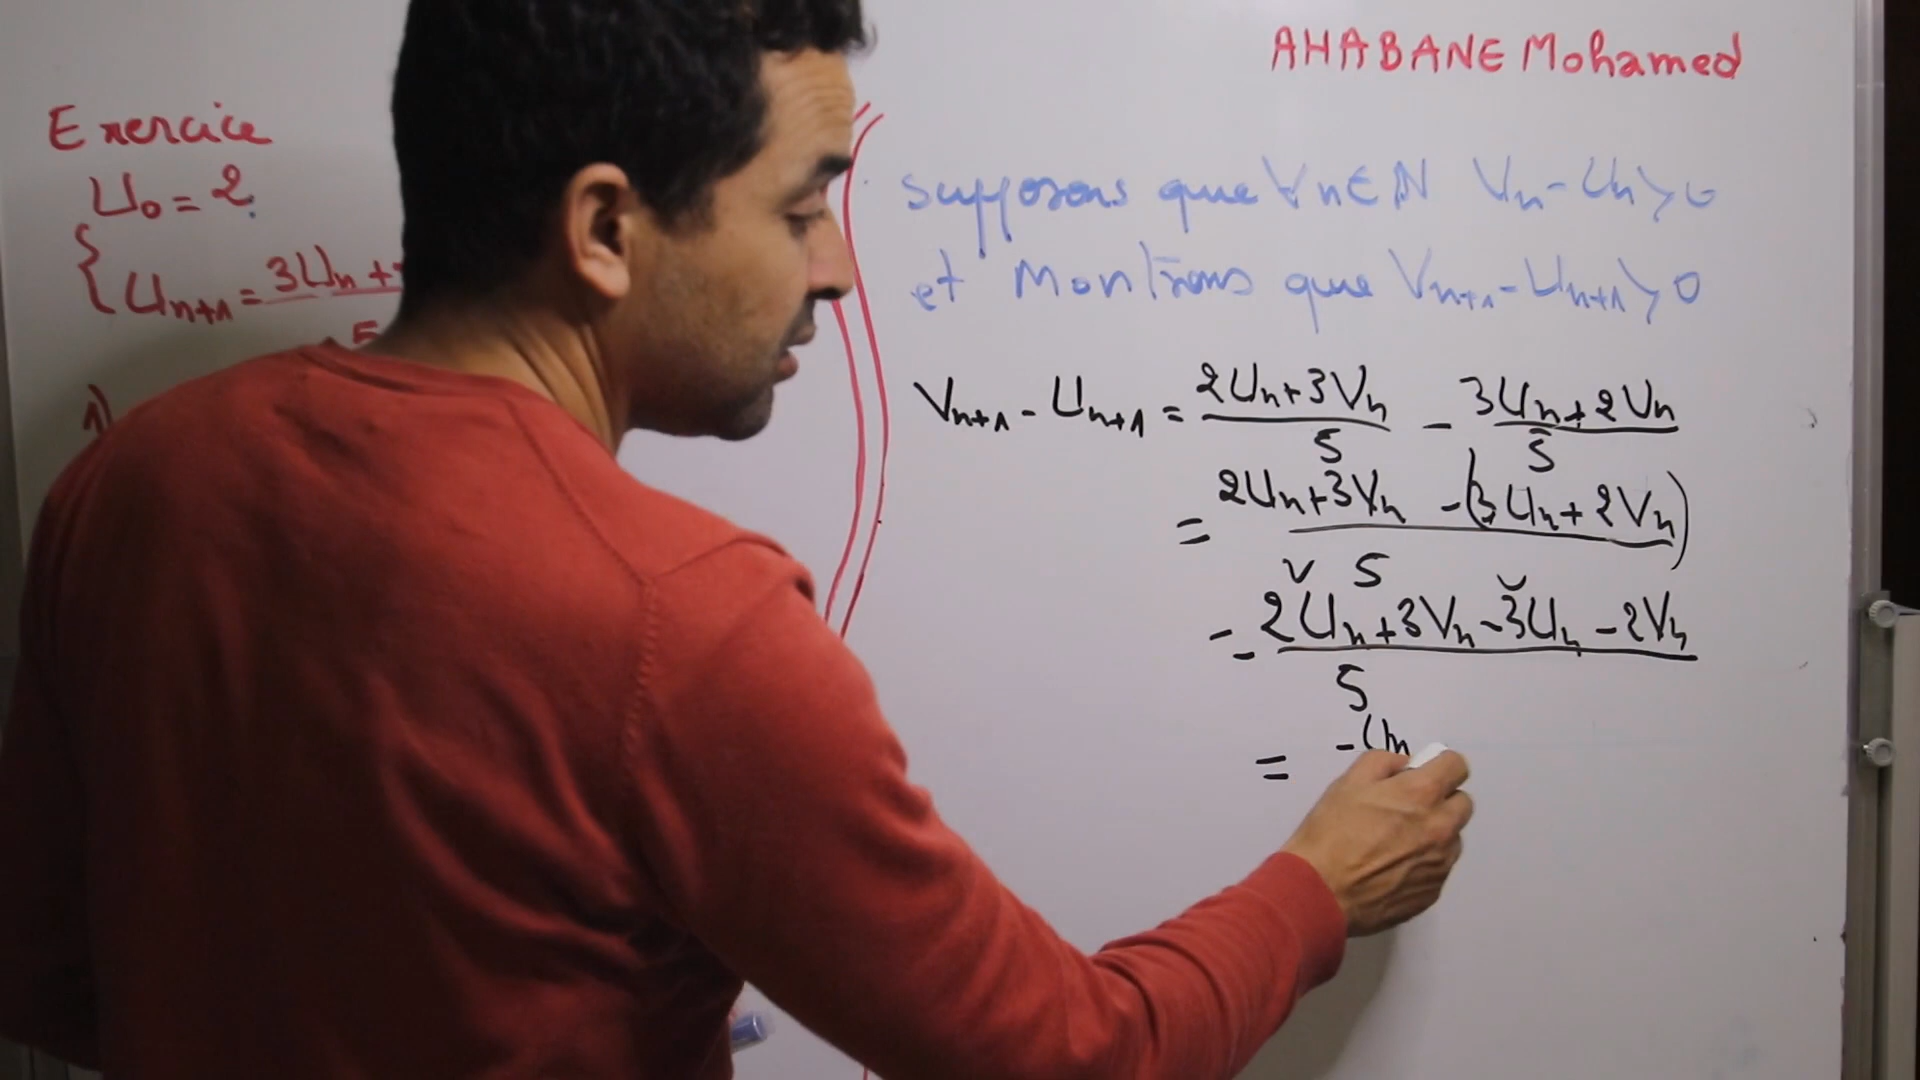 AHABANE Mohamed
Exercice
U₀ = 2
{ Uₙ₊₁ = 3Uₙ +
5
1)
supposons que ∀n∈ℕ Vₙ - Uₙ > 0
et Montrons que Vₙ₊₁ - Uₙ₊₁ > 0
Vₙ₊₁ - Uₙ₊₁ = (2Uₙ + 3Vₙ)/5 - (3Uₙ + 2Vₙ)/5
= (2Uₙ + 3Vₙ - (3Uₙ + 2Vₙ))/5
= (2Uₙ + 3Vₙ - 3Uₙ - 2Vₙ)/5
= -Uₙ